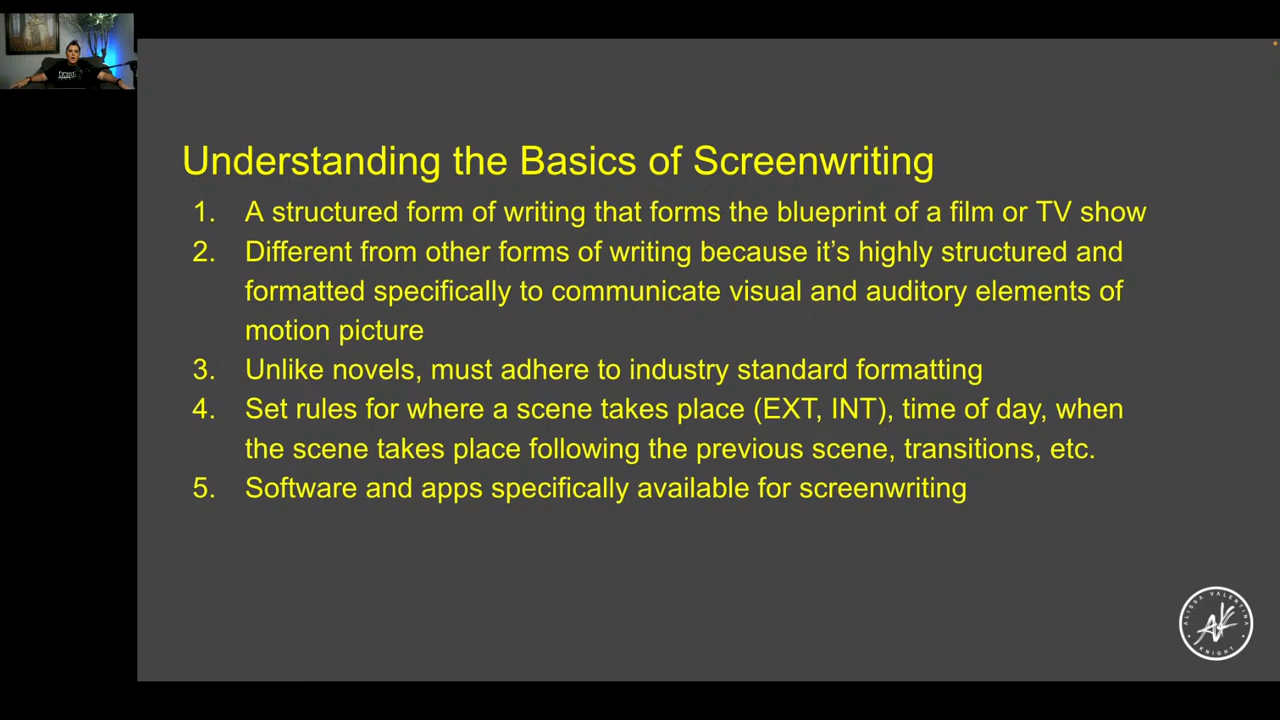 Understanding the Basics of Screenwriting
1. A structured form of writing that forms the blueprint of a film or TV show
2. Different from other forms of writing because it’s highly structured and
formatted specifically to communicate visual and auditory elements of
motion picture
3. Unlike novels, must adhere to industry standard formatting
4. Set rules for where a scene takes place (EXT, INT), time of day, when
the scene takes place following the previous scene, transitions, etc.
5. Software and apps specifically available for screenwriting
ALISSA VALENTINA
AK
KNIGHT